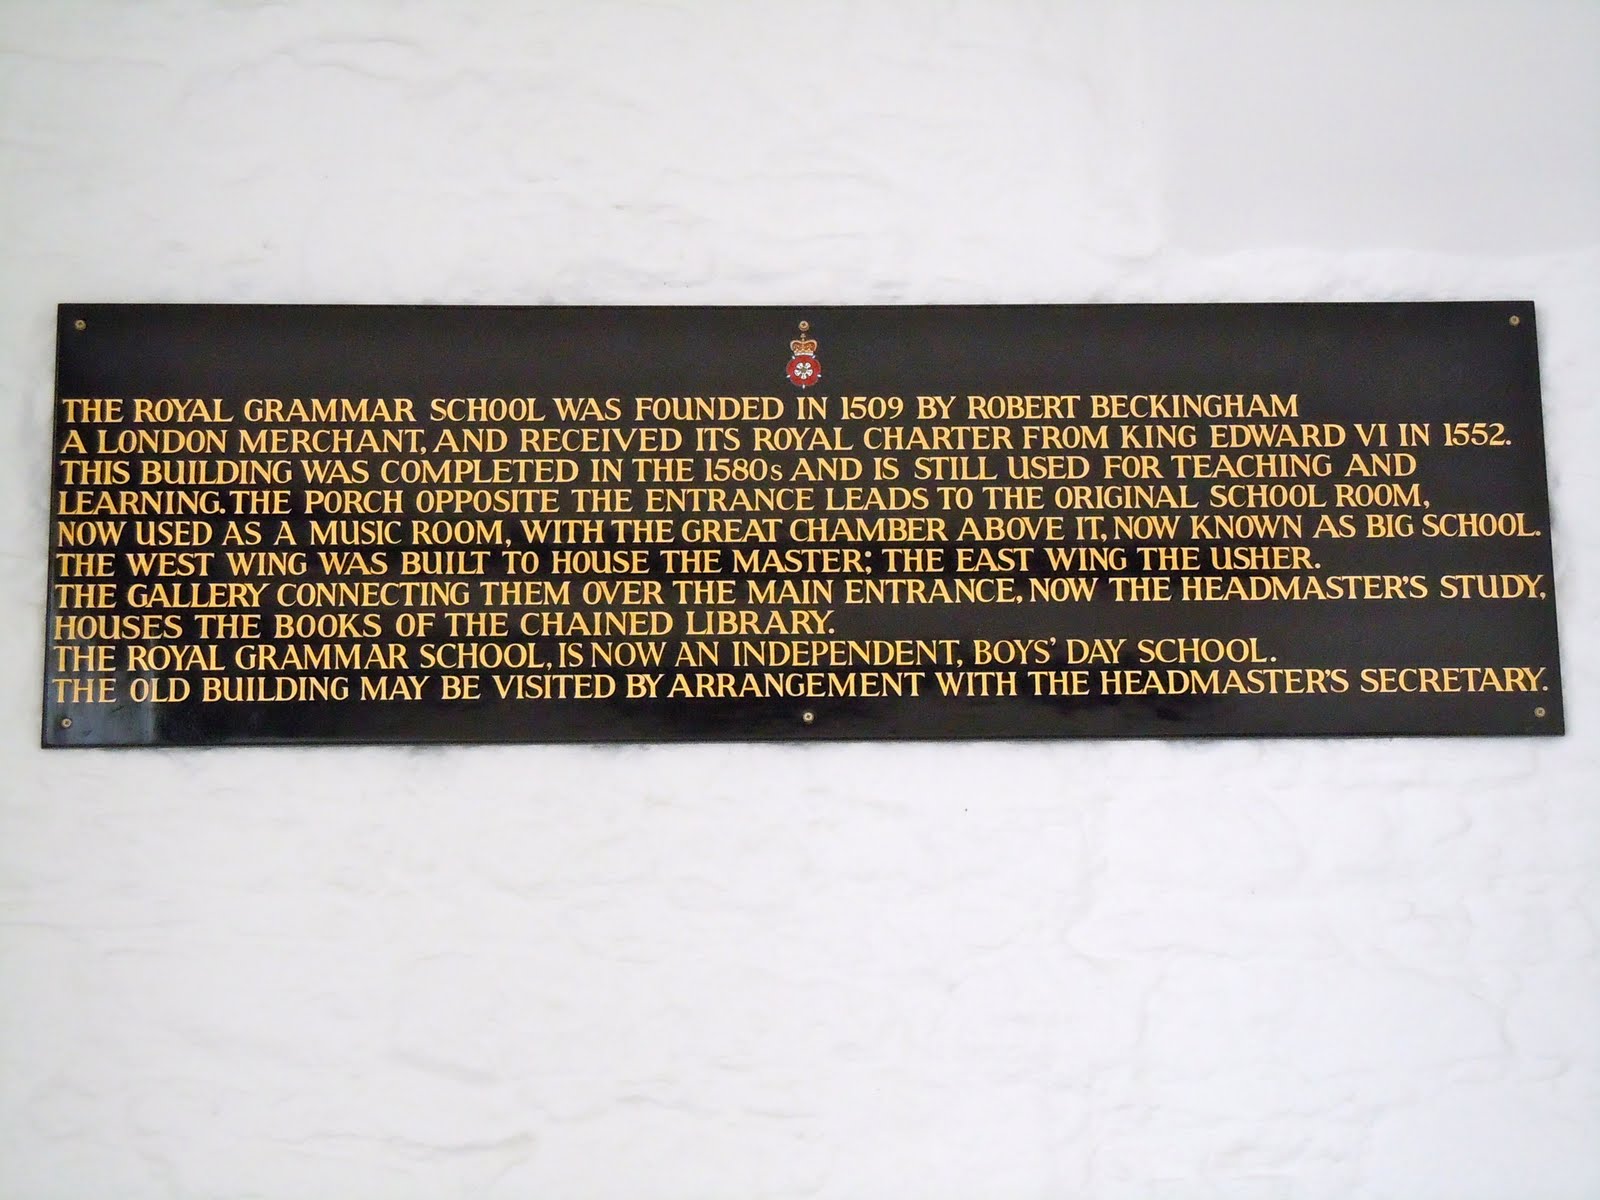 THE ROYAL GRAMMAR SCHOOL WAS FOUNDED IN 1509 BY ROBERT BECKINGHAM
A LONDON MERCHANT, AND RECEIVED ITS ROYAL CHARTER FROM KING EDWARD VI IN 1552.
THIS BUILDING WAS COMPLETED IN THE 1580s AND IS STILL USED FOR TEACHING AND
LEARNING. THE PORCH OPPOSITE THE ENTRANCE LEADS TO THE ORIGINAL SCHOOL ROOM,
NOW USED AS A MUSIC ROOM, WITH THE GREAT CHAMBER ABOVE IT, NOW KNOWN AS BIG SCHOOL.
THE WEST WING WAS BUILT TO HOUSE THE MASTER; THE EAST WING THE USHER.
THE GALLERY CONNECTING THEM OVER THE MAIN ENTRANCE, NOW THE HEADMASTER'S STUDY,
HOUSES THE BOOKS OF THE CHAINED LIBRARY.
THE ROYAL GRAMMAR SCHOOL, IS NOW AN INDEPENDENT, BOYS' DAY SCHOOL.
THE OLD BUILDING MAY BE VISITED BY ARRANGEMENT WITH THE HEADMASTER'S SECRETARY.